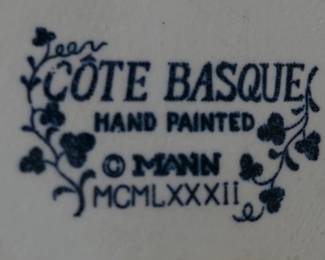 CÔTE BASQUE
HAND PAINTED
© MANN
MCMLXXXII